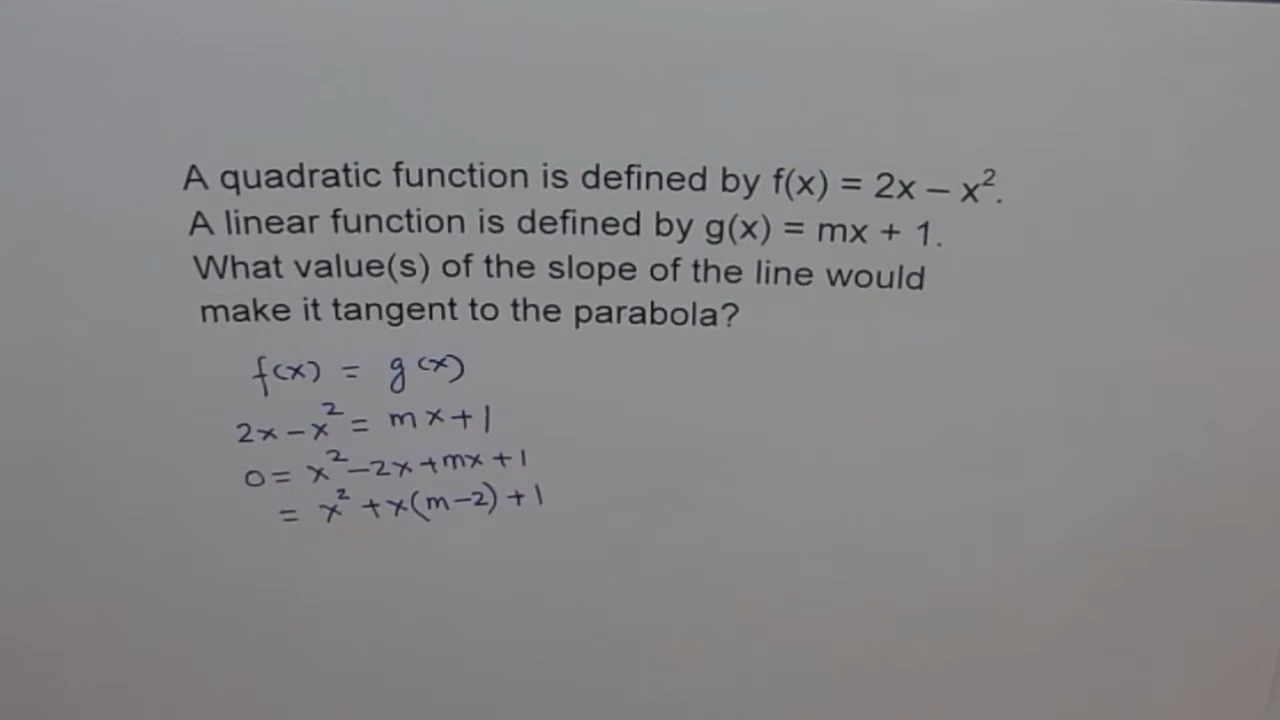 A quadratic function is defined by f(x) = 2x – x².
A linear function is defined by g(x) = mx + 1.
What value(s) of the slope of the line would
make it tangent to the parabola?
f(x) = g(x)
2x – x² = mx + 1
0 = x² – 2x + mx + 1
= x² + x(m – 2) + 1